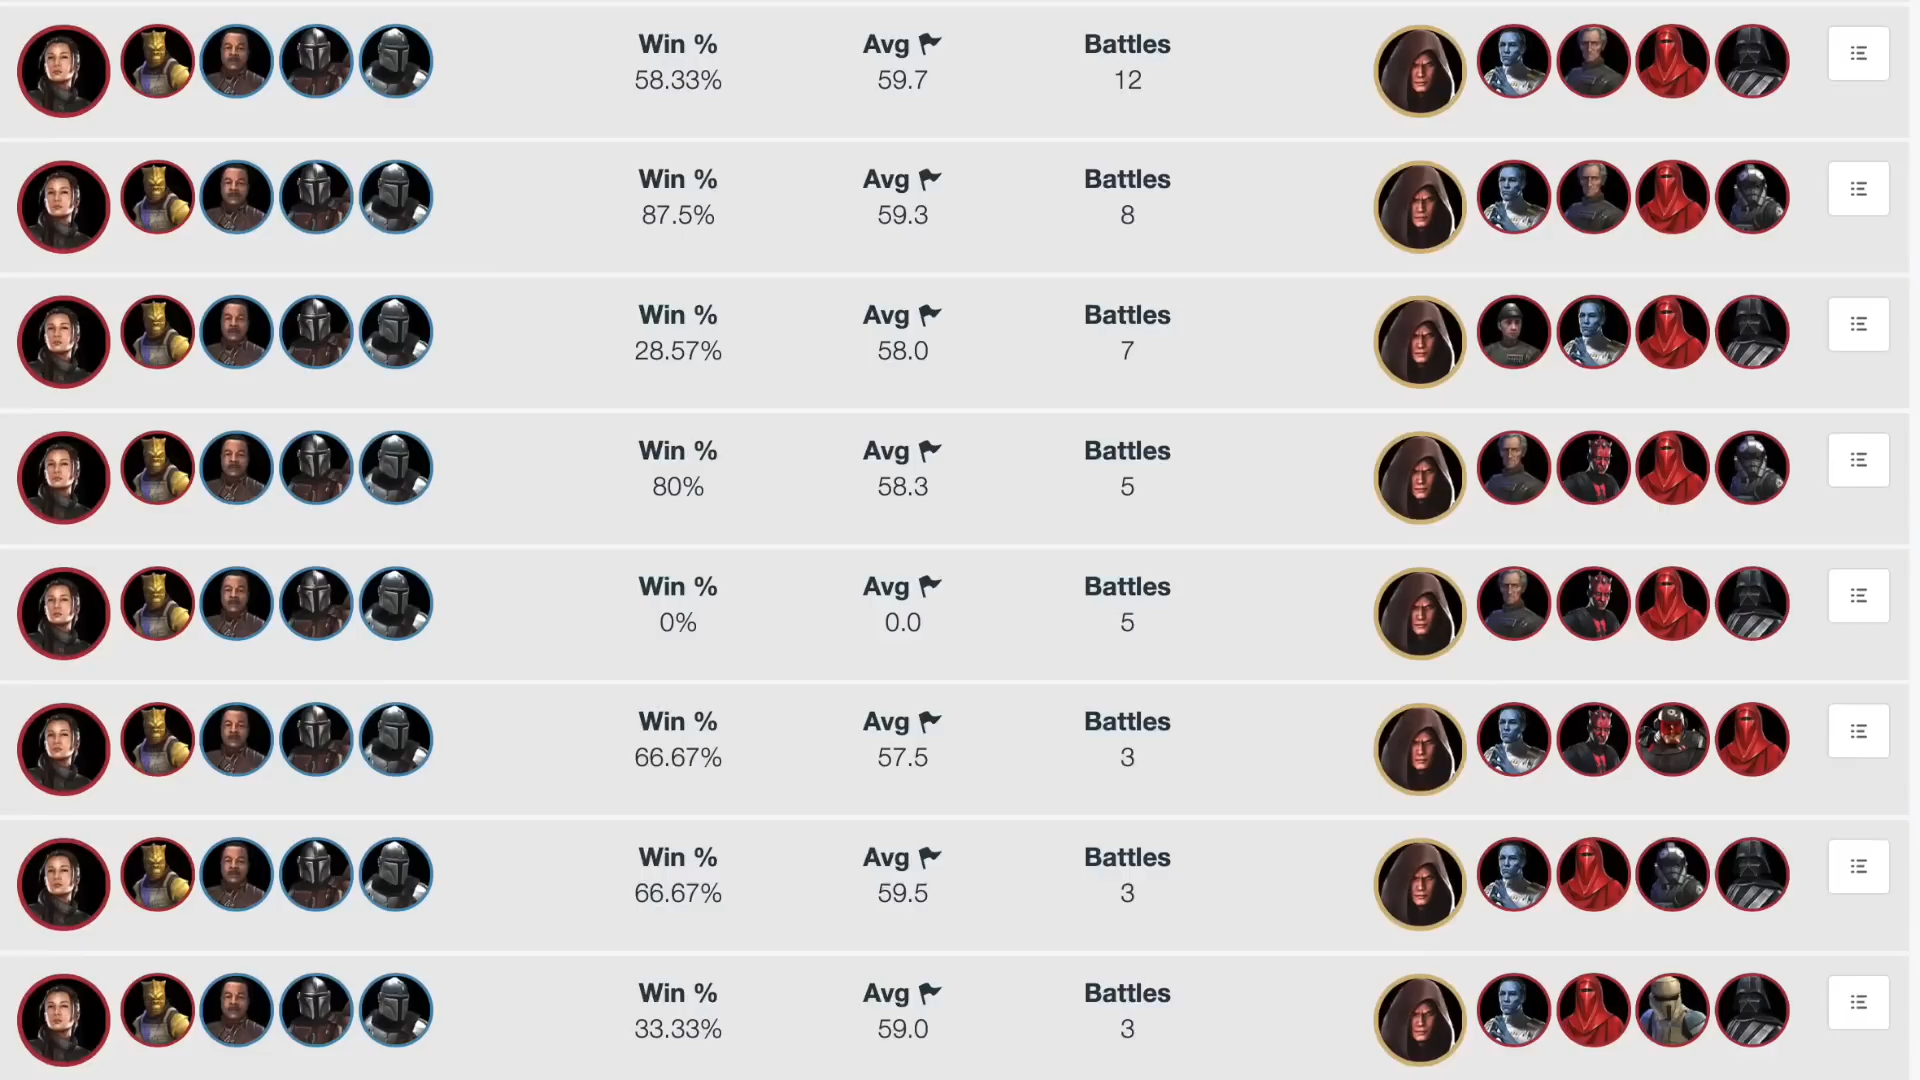 Win % Avg Battles
58.33% 59.7 12
Win % Avg Battles
87.5% 59.3 8
Win % Avg Battles
28.57% 58.0 7
Win % Avg Battles
80% 58.3 5
Win % Avg Battles
0% 0.0 5
Win % Avg Battles
66.67% 57.5 3
Win % Avg Battles
66.67% 59.5 3
Win % Avg Battles
33.33% 59.0 3